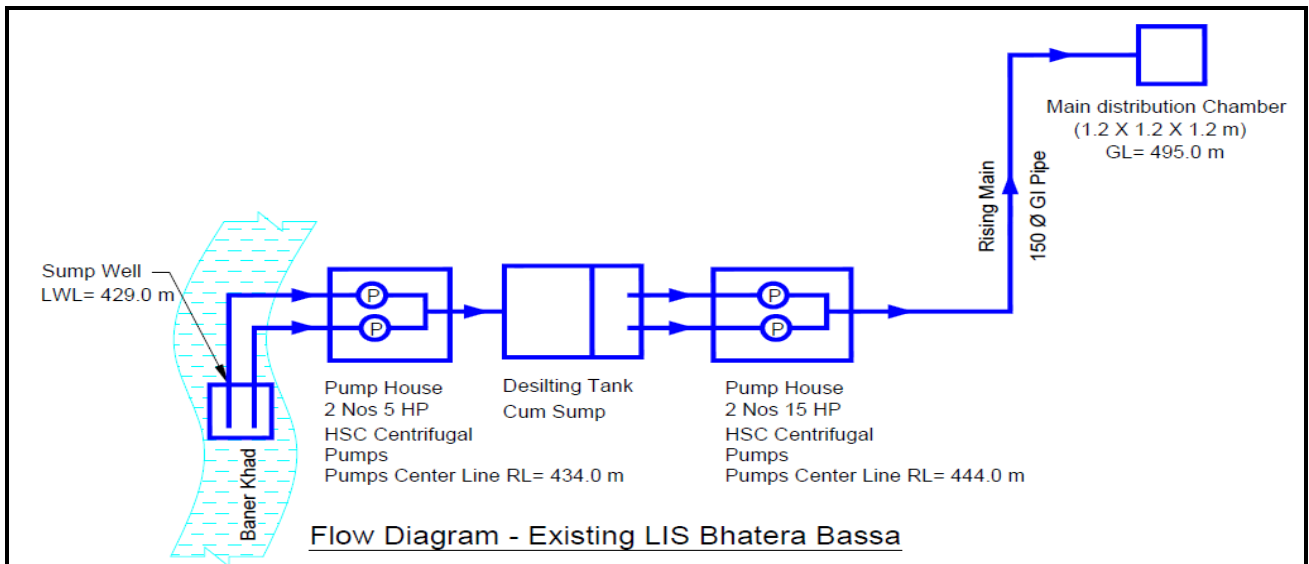 Main distribution Chamber
(1.2 X 1.2 X 1.2 m)
GL= 495.0 m
Rising Main
150 Ø GI Pipe
Sump Well
LWL= 429.0 m
P
P
P
P
Baner Khad
Pump House
2 Nos 5 HP
HSC Centrifugal
Pumps
Pumps Center Line RL= 434.0 m
Desilting Tank
Cum Sump
Pump House
2 Nos 15 HP
HSC Centrifugal
Pumps
Pumps Center Line RL= 444.0 m
Flow Diagram - Existing LIS Bhatera Bassa